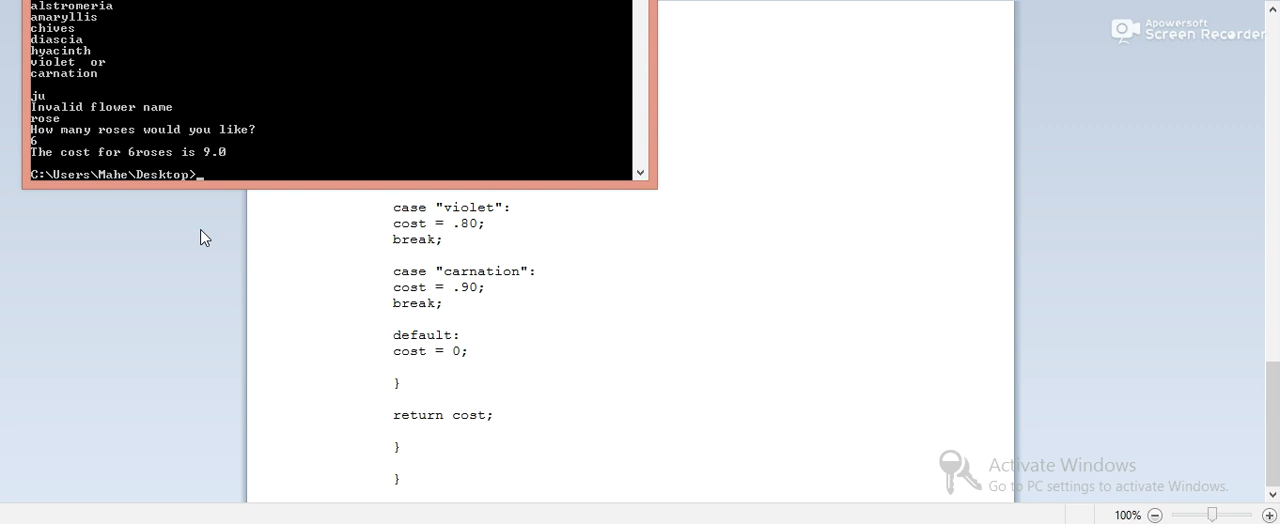 alstromeria
amaryllis
chives
diascia
hyacinth
violet  or
carnation
ju
Invalid flower name
rose
How many roses would you like?
6
The cost for 6roses is 9.0
C:\Users\Mahe\Desktop>_
Apowersoft
Screen Recorder
case "violet":
cost = .80;
break;
case "carnation":
cost = .90;
break;
default:
cost = 0;
}
return cost;
}
}
Activate Windows
Go to PC settings to activate Windows.
100%